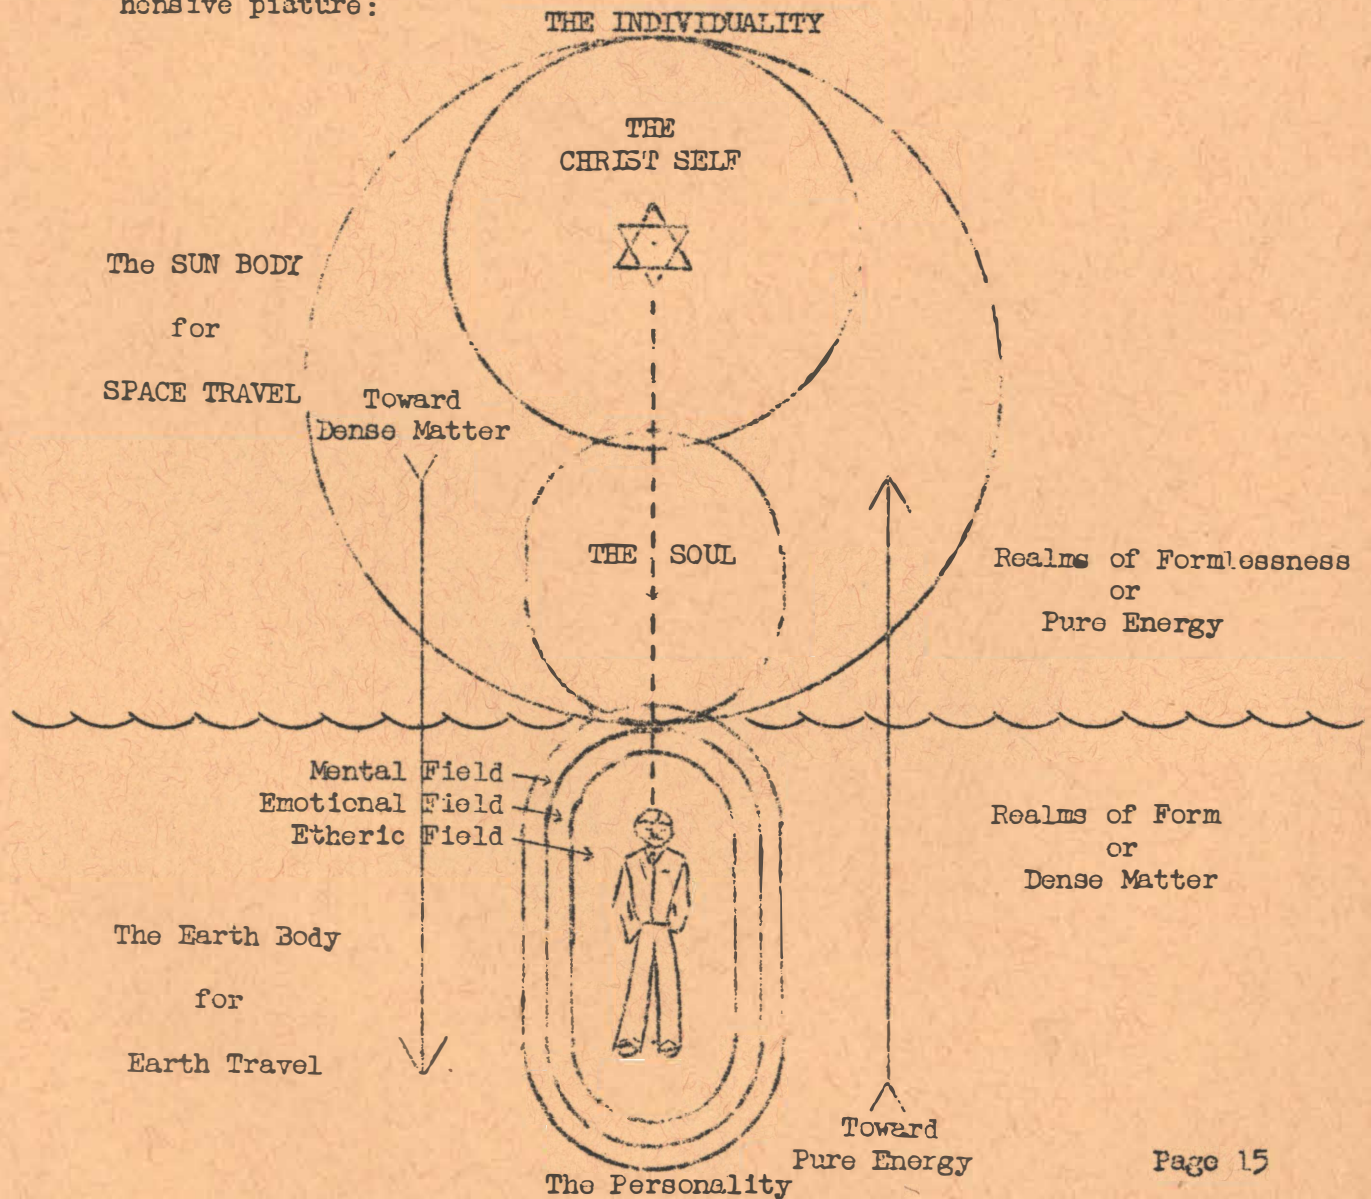 honsive picture:
THE INDIVIDUALITY
THE
CHRIST SELF
The SUN BODY
for
SPACE TRAVEL
Toward
Dense Matter
THE SOUL
Realms of Formlessness
or
Pure Energy
Mental Field
Emotional Field
Etheric Field
Realms of Form
or
Dense Matter
The Earth Body
for
Earth Travel
Toward
Pure Energy
The Personality
Page 15